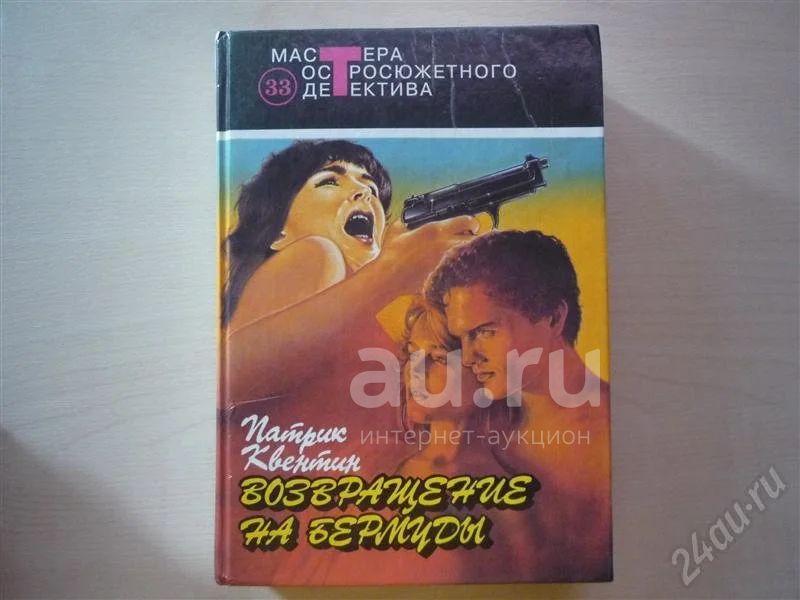 МАСТЕРА
ОСТРОСЮЖЕТНОГО
33 ДЕТЕКТИВА
au.ru
интернет-аукцион
Патрик
Квентин
ВОЗВРАЩЕНИЕ
НА БЕРМУДЫ
24au.ru